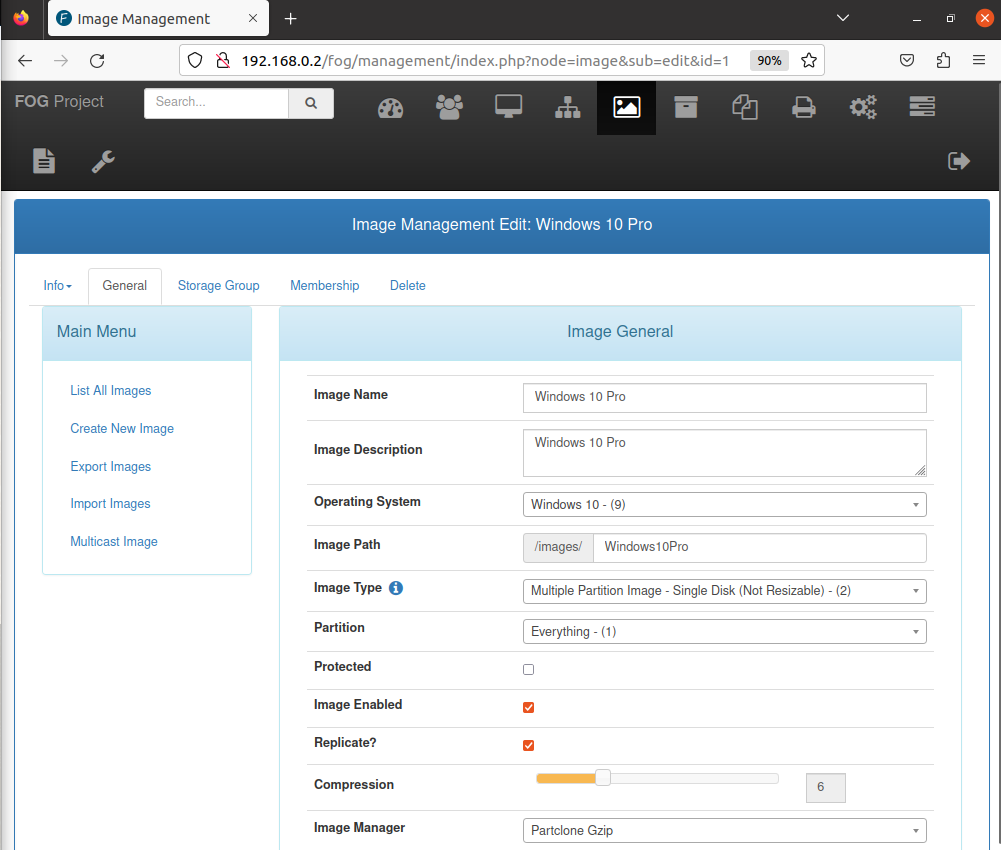 Image Management
192.168.0.2/fog/management/index.php?node=image&sub=edit&id=1
90%
FOG Project
Search...
Image Management Edit: Windows 10 Pro
Info
General
Storage Group
Membership
Delete
Main Menu
List All Images
Create New Image
Export Images
Import Images
Multicast Image
Image General
Image Name
Windows 10 Pro
Image Description
Windows 10 Pro
Operating System
Windows 10 - (9)
Image Path
/images/
Windows10Pro
Image Type
Multiple Partition Image - Single Disk (Not Resizable) - (2)
Partition
Everything - (1)
Protected
Image Enabled
Replicate?
Compression
6
Image Manager
Partclone Gzip